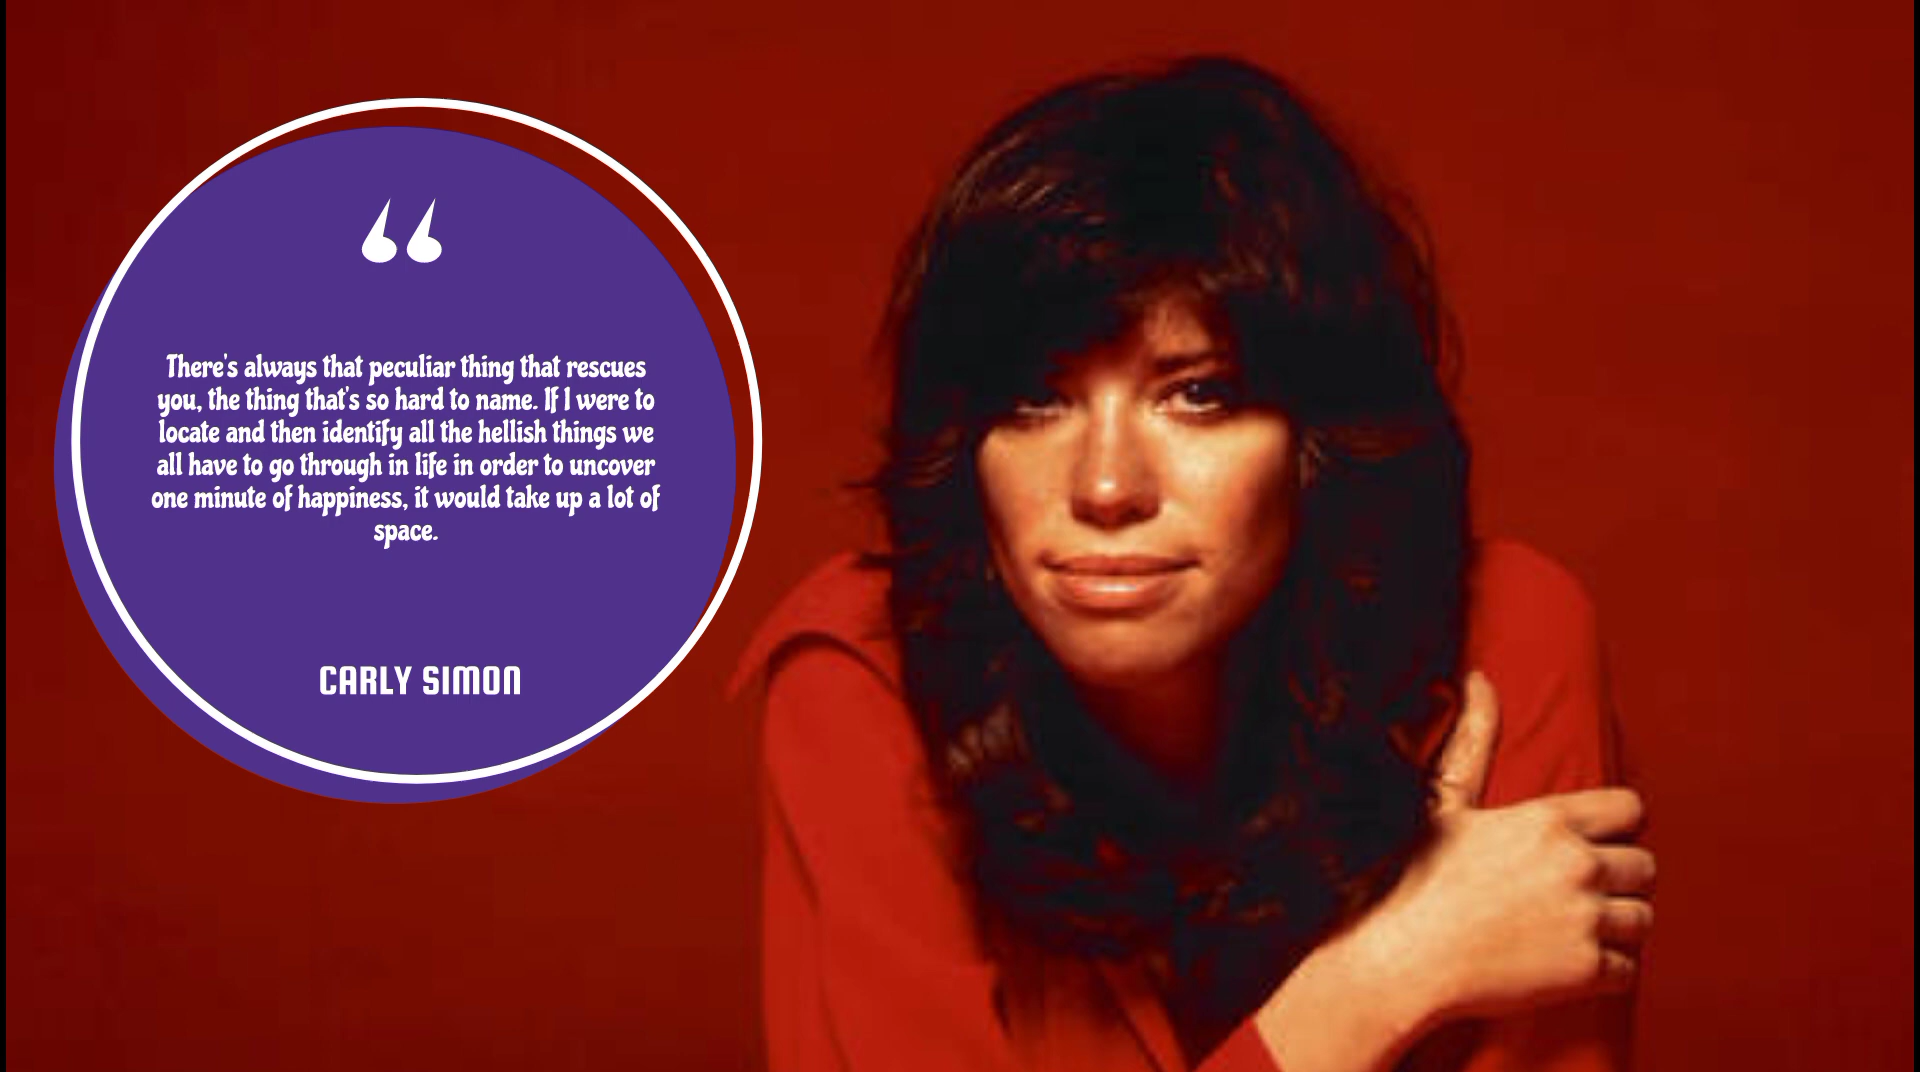 “
There's always that peculiar thing that rescues
you, the thing that's so hard to name. If I were to
locate and then identify all the hellish things we
all have to go through in life in order to uncover
one minute of happiness, it would take up a lot of
space.
CARLY SIMON